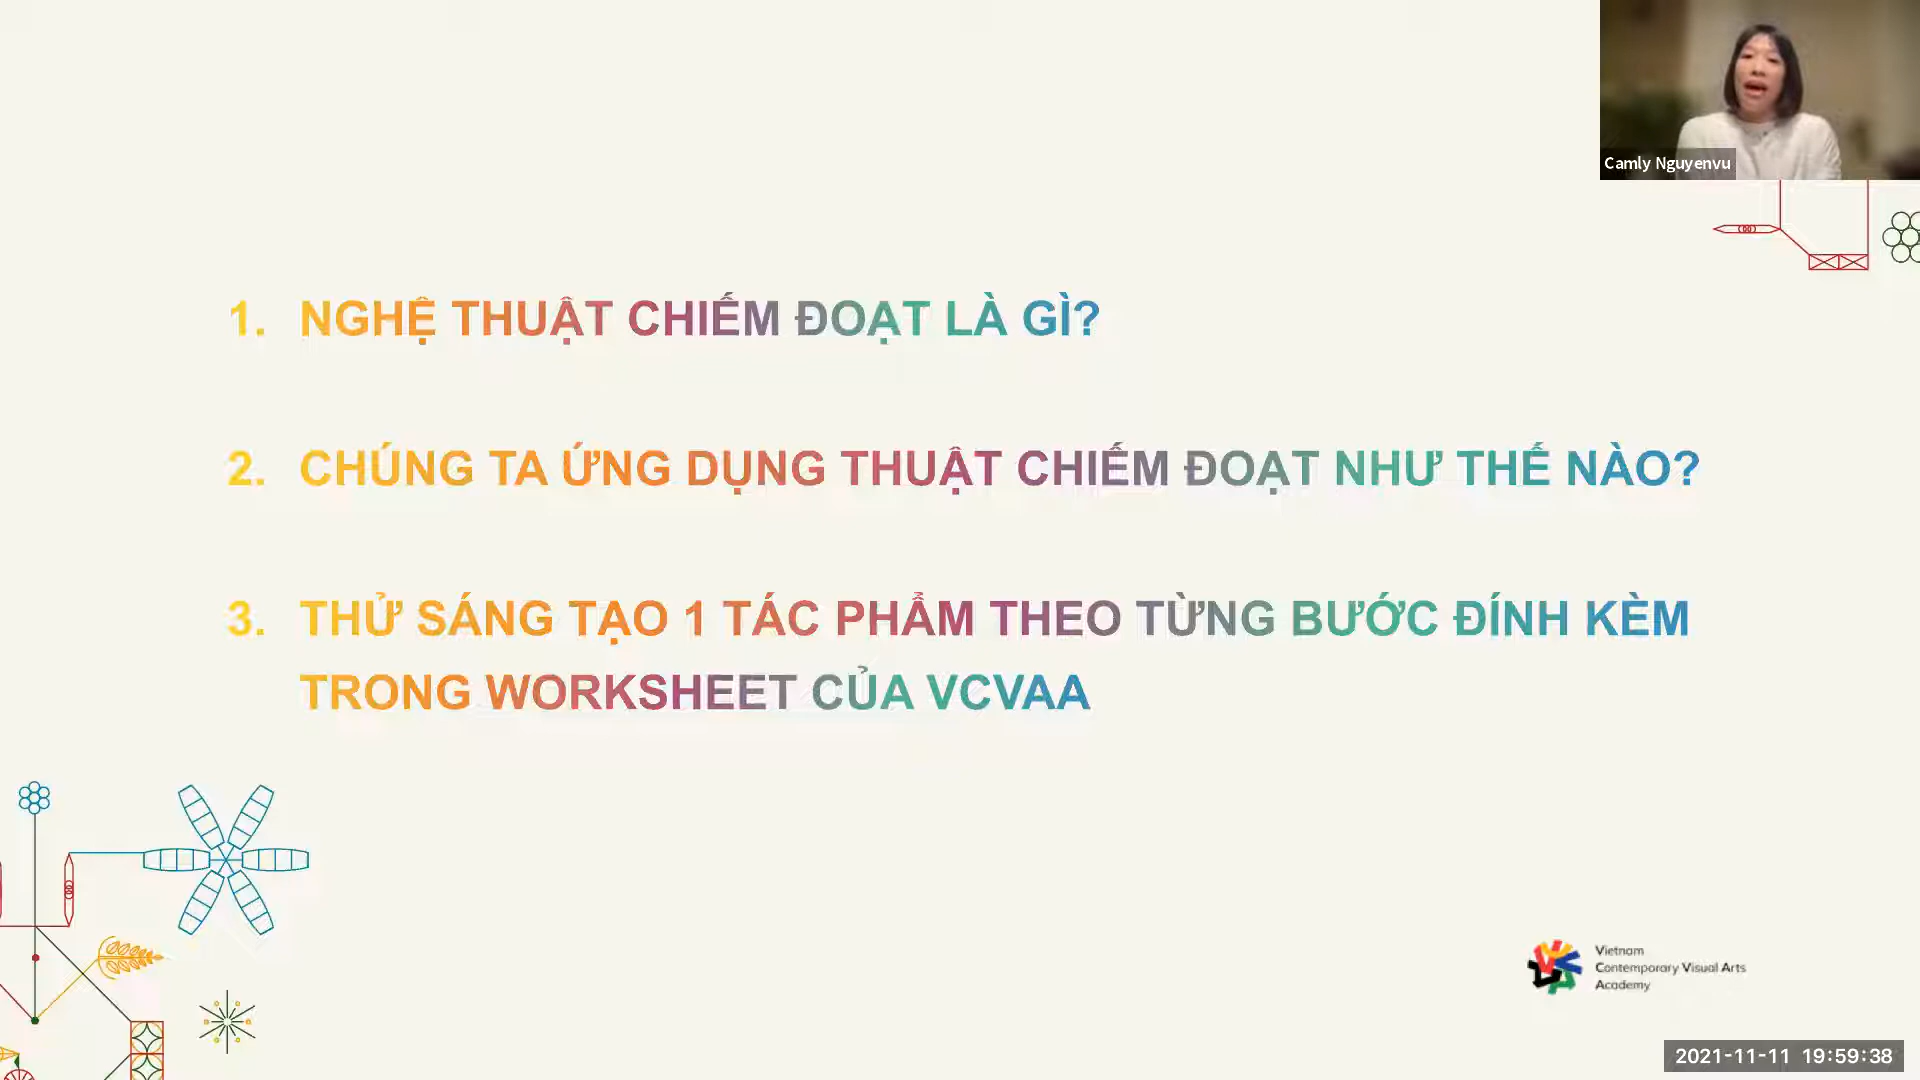 Camly Nguyenvu
1. NGHỆ THUẬT CHIẾM ĐOẠT LÀ GÌ?
2. CHÚNG TA ỨNG DỤNG THUẬT CHIẾM ĐOẠT NHƯ THẾ NÀO?
3. THỬ SÁNG TẠO 1 TÁC PHẨM THEO TỪNG BƯỚC ĐÍNH KÈM
TRONG WORKSHEET CỦA VCVAA
Vietnam
Contemporary Visual Arts
Academy
2021-11-11 19:59:38